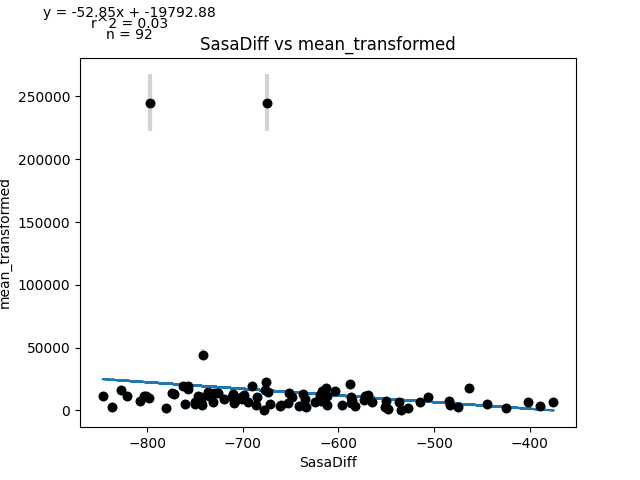 y = -52.85x + -19792.88
r^2 = 0.03
n = 92
SasaDiff vs mean_transformed
250000
200000
150000
100000
50000
0
mean_transformed
−800
−700
−600
−500
−400
SasaDiff